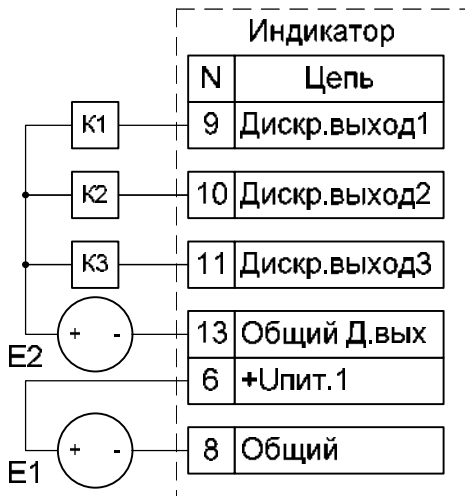 Индикатор
N Цепь
К1 9 Дискр.выход1
К2 10 Дискр.выход2
К3 11 Дискр.выход3
+ - 13 Общий Д.вых
E2
6 +Uпит.1
+ - 8 Общий
E1